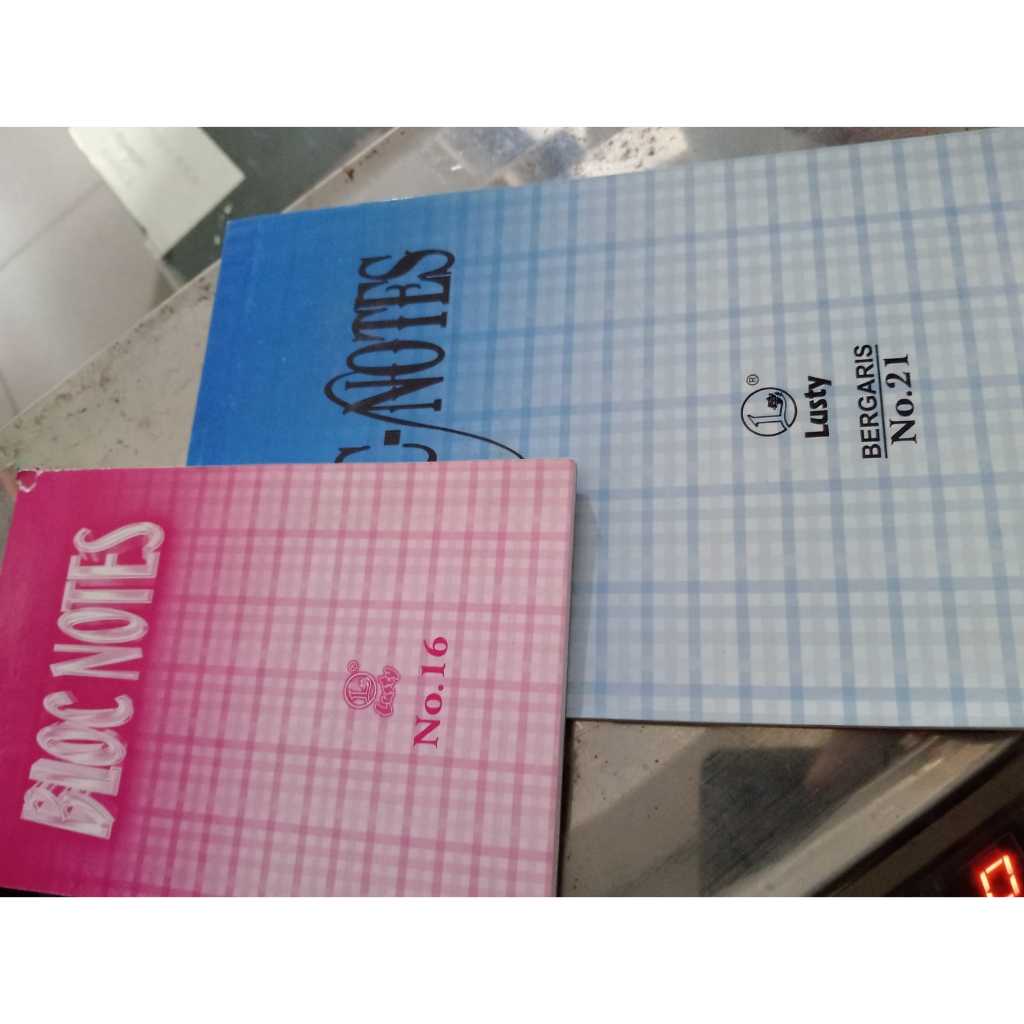 BLOC NOTES
Lusty
No.16
C-NOTES
Lusty
BERGARIS
No.21